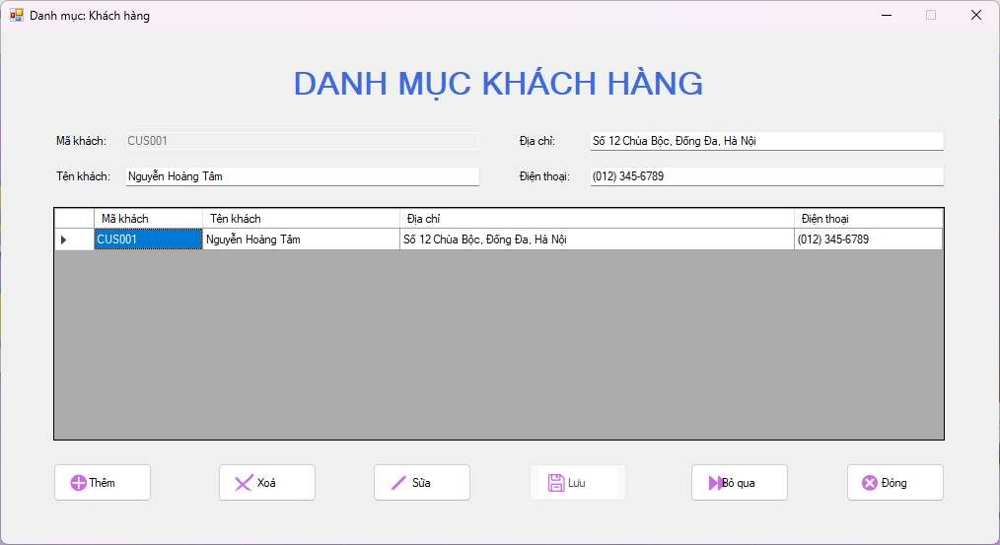 Danh mục: Khách hàng
DANH MỤC KHÁCH HÀNG
Mã khách: CUS001 Địa chỉ: Số 12 Chùa Bộc, Đống Đa, Hà Nội
Tên khách: Nguyễn Hoàng Tâm Điện thoại: (012) 345-6789
Mã khách Tên khách Địa chỉ Điện thoại
CUS001 Nguyễn Hoàng Tâm Số 12 Chùa Bộc, Đống Đa, Hà Nội (012) 345-6789
Thêm Xoá Sửa Lưu Bỏ qua Đóng